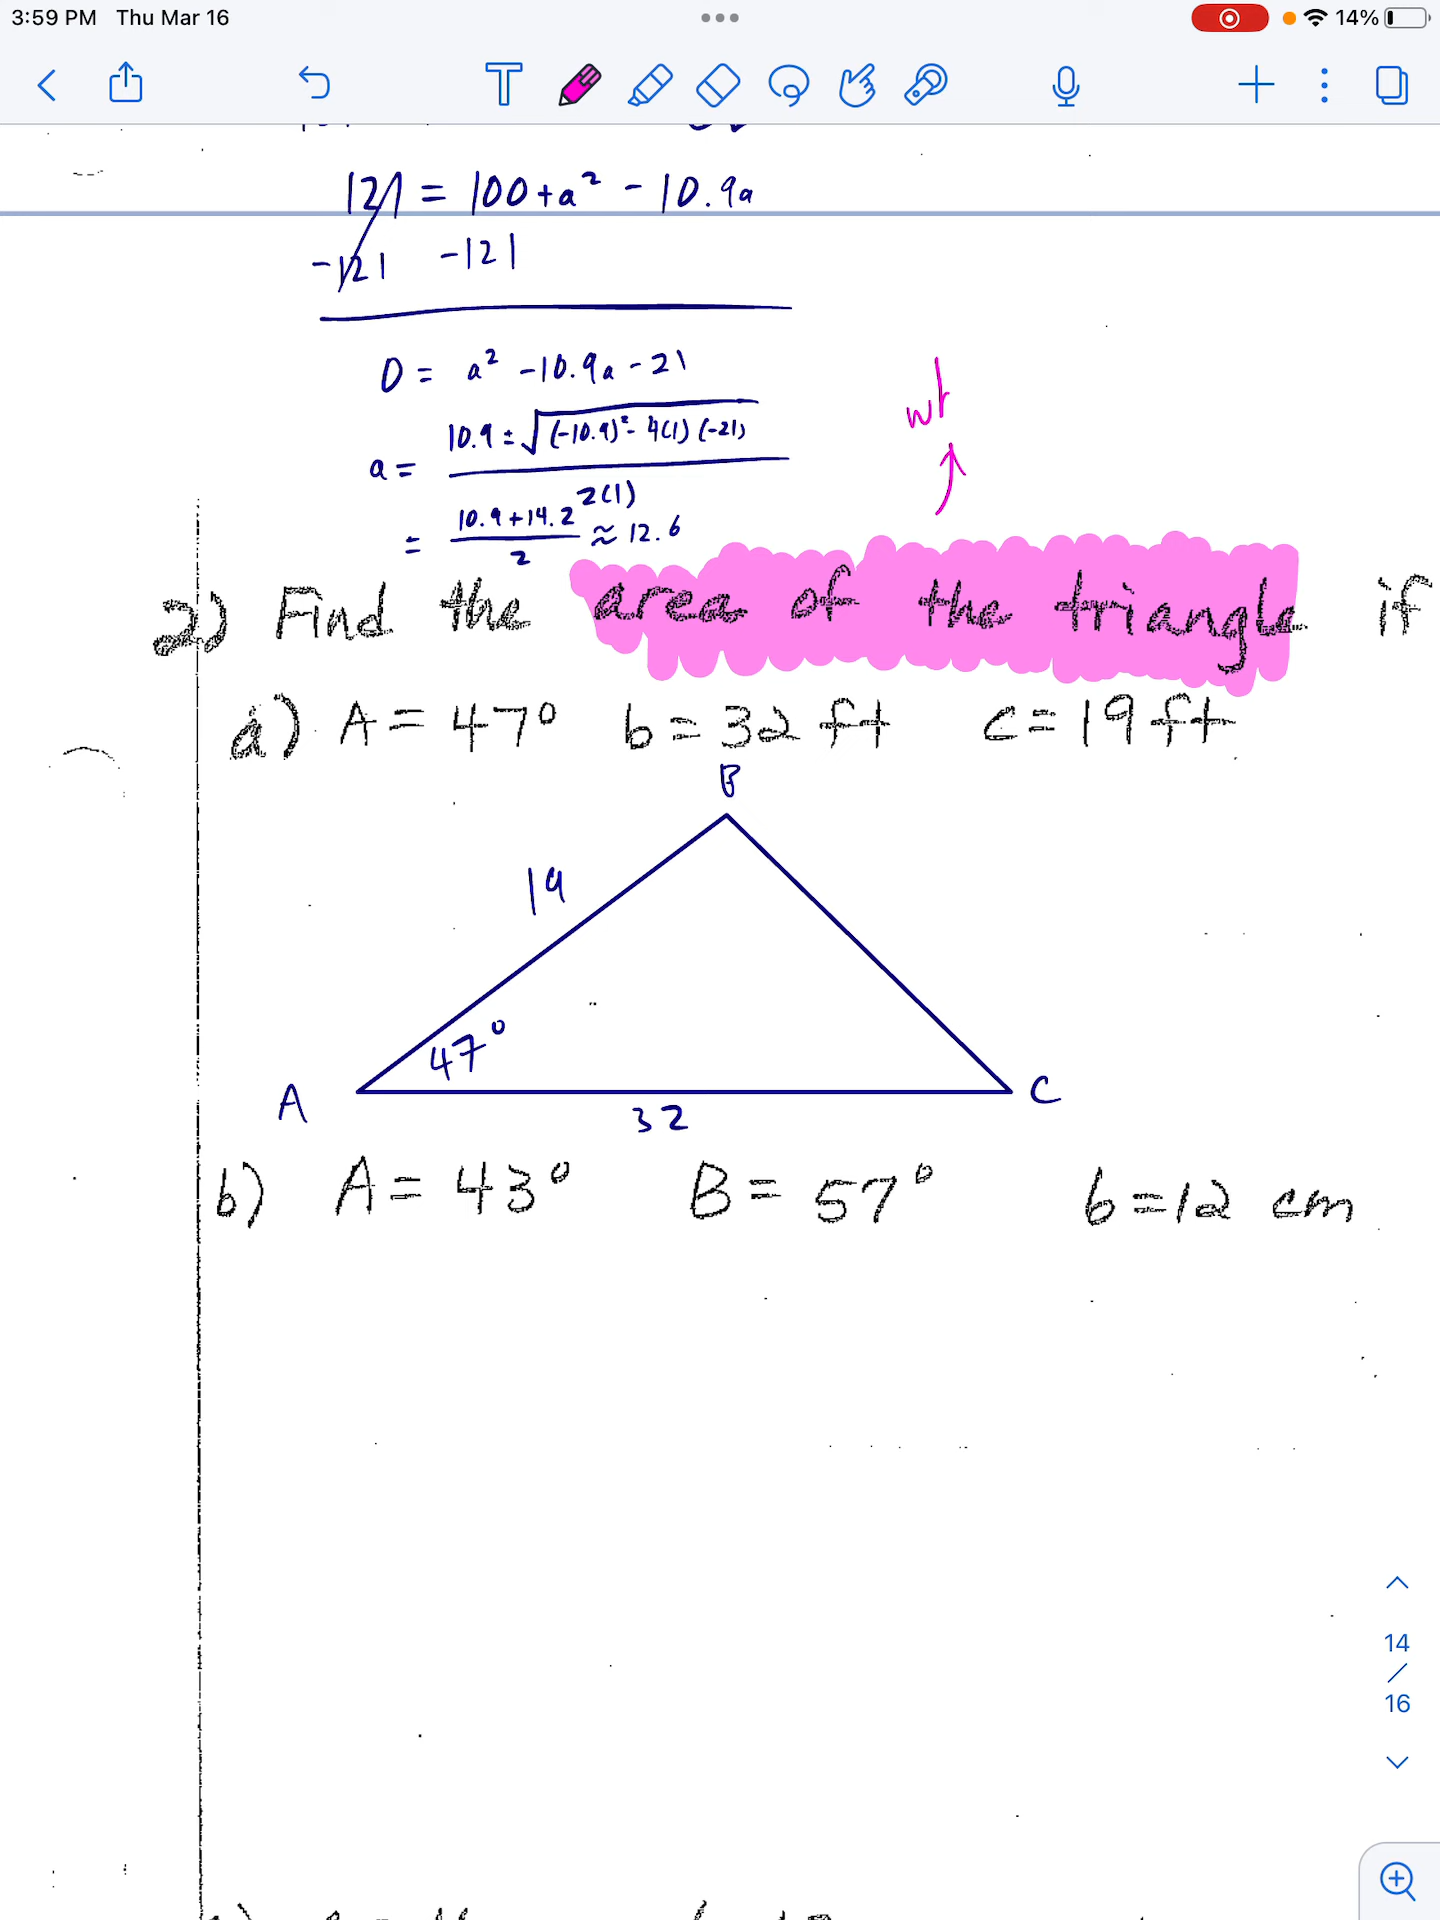 3:59 PM Thu Mar 16
14%
T
121 = 100 + a² - 10.9a
-121 -121
0 = a² - 10.9a - 21
a = 10.9 ± √(-10.9)² - 4(1)(-21)
2(1)
= 10.9 + 14.2 / 2 ≈ 12.6
2) Find the area of the triangle if
a) A = 47° b = 32 ft c = 19 ft
B
19
47°
A
C
32
b) A = 43° B = 57° b = 12 cm
14
/
16